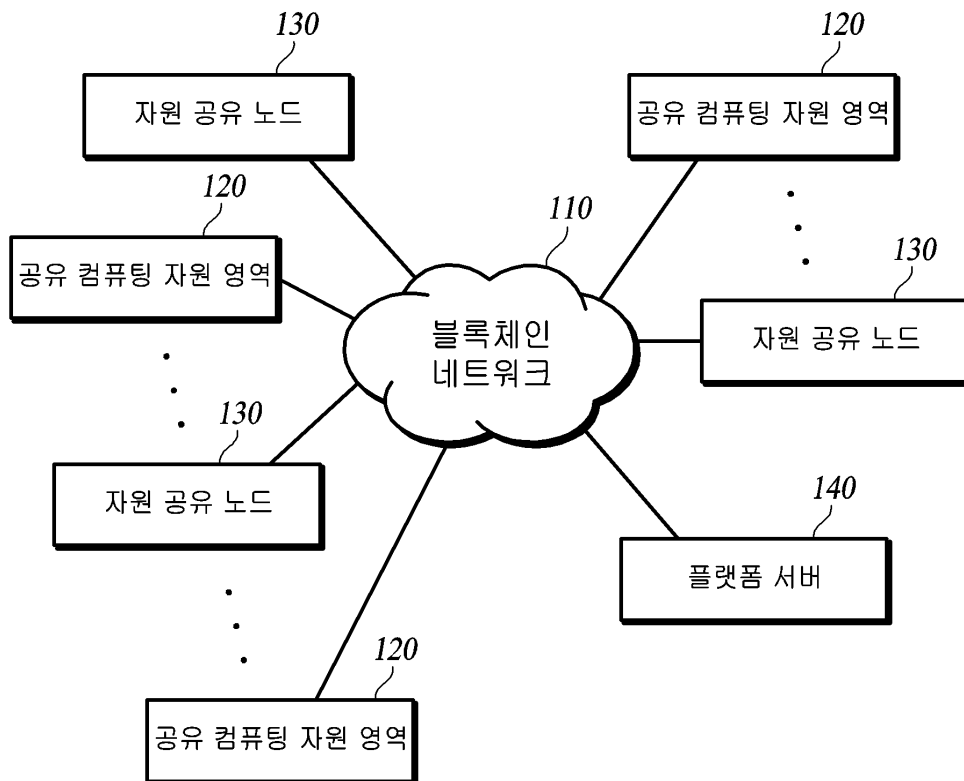 130
자원 공유 노드
120
공유 컴퓨팅 자원 영역
120
공유 컴퓨팅 자원 영역
110
블록체인
네트워크
130
자원 공유 노드
130
자원 공유 노드
140
플랫폼 서버
120
공유 컴퓨팅 자원 영역